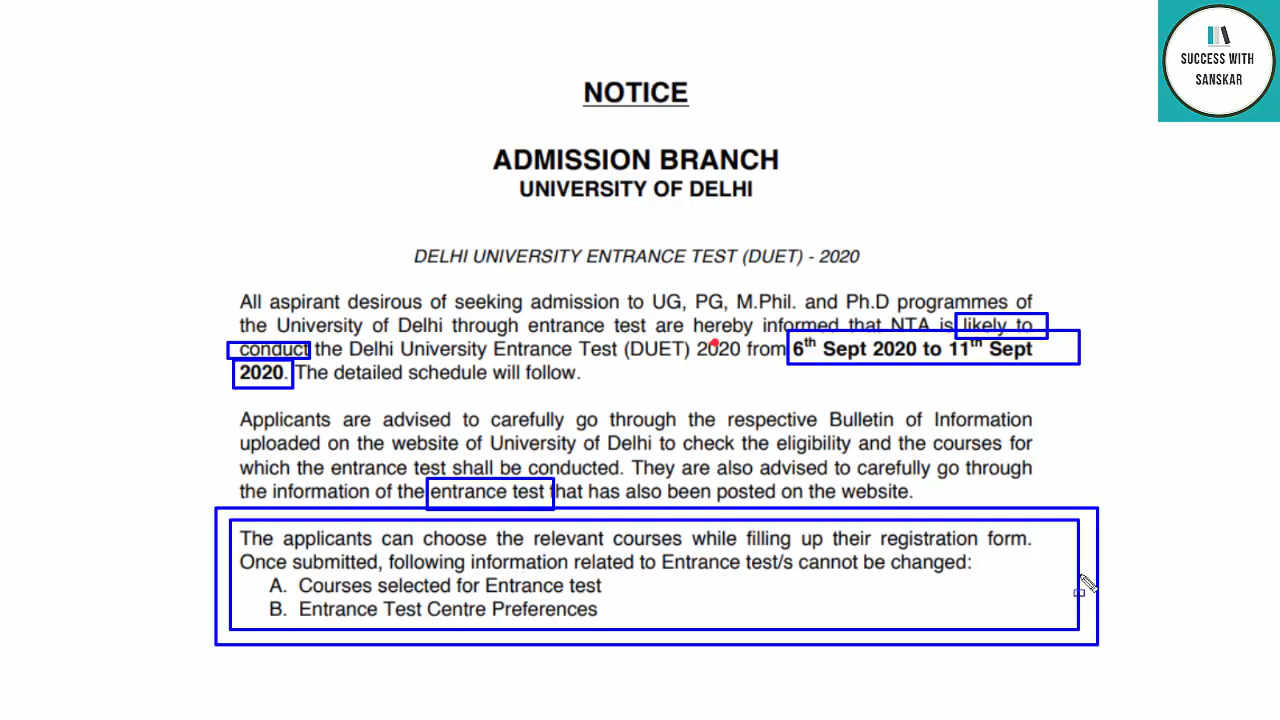 SUCCESS WITH
SANSKAR
NOTICE
ADMISSION BRANCH
UNIVERSITY OF DELHI
DELHI UNIVERSITY ENTRANCE TEST (DUET) - 2020
All aspirant desirous of seeking admission to UG, PG, M.Phil. and Ph.D programmes of
the University of Delhi through entrance test are hereby informed that NTA is likely to
conduct the Delhi University Entrance Test (DUET) 2020 from 6th Sept 2020 to 11th Sept
2020. The detailed schedule will follow.
Applicants are advised to carefully go through the respective Bulletin of Information
uploaded on the website of University of Delhi to check the eligibility and the courses for
which the entrance test shall be conducted. They are also advised to carefully go through
the information of the entrance test that has also been posted on the website.
The applicants can choose the relevant courses while filling up their registration form.
Once submitted, following information related to Entrance test/s cannot be changed:
A. Courses selected for Entrance test
B. Entrance Test Centre Preferences